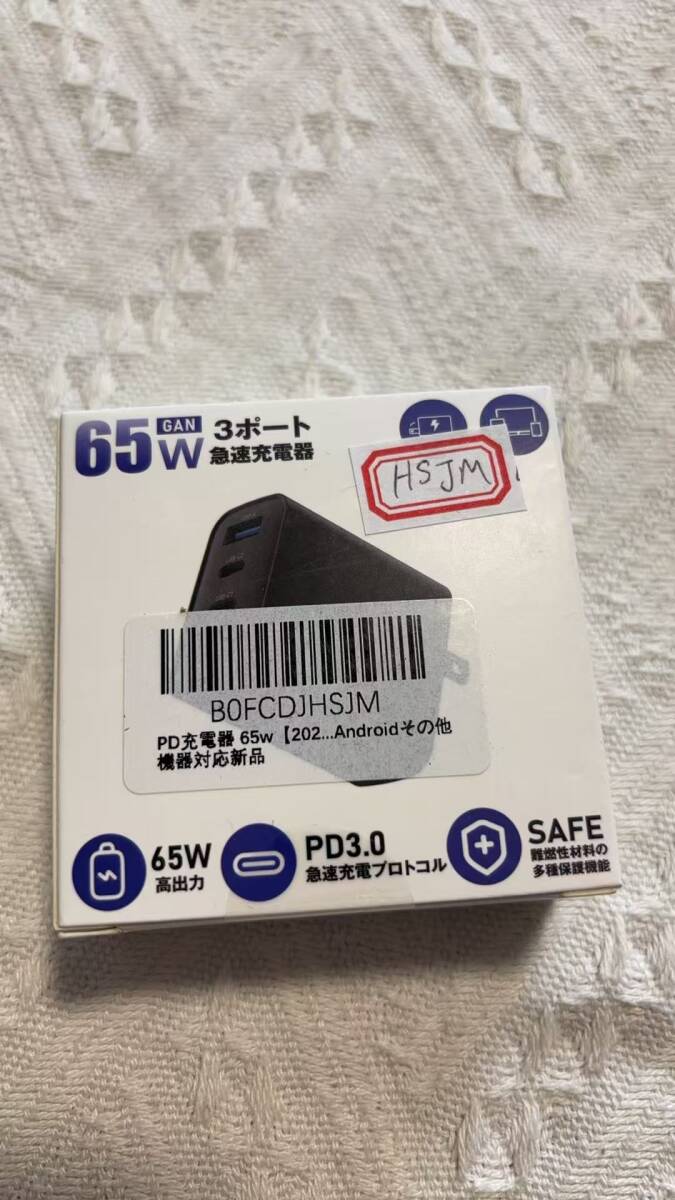 65W
GAN
3ポート
急速充電器
HSJM
B0FCDJHSJM
PD充電器 65w【202...Androidその他
機器対応新品
65W
高出力
PD3.0
急速充電プロトコル
SAFE
難燃性材料の
多種保護機能